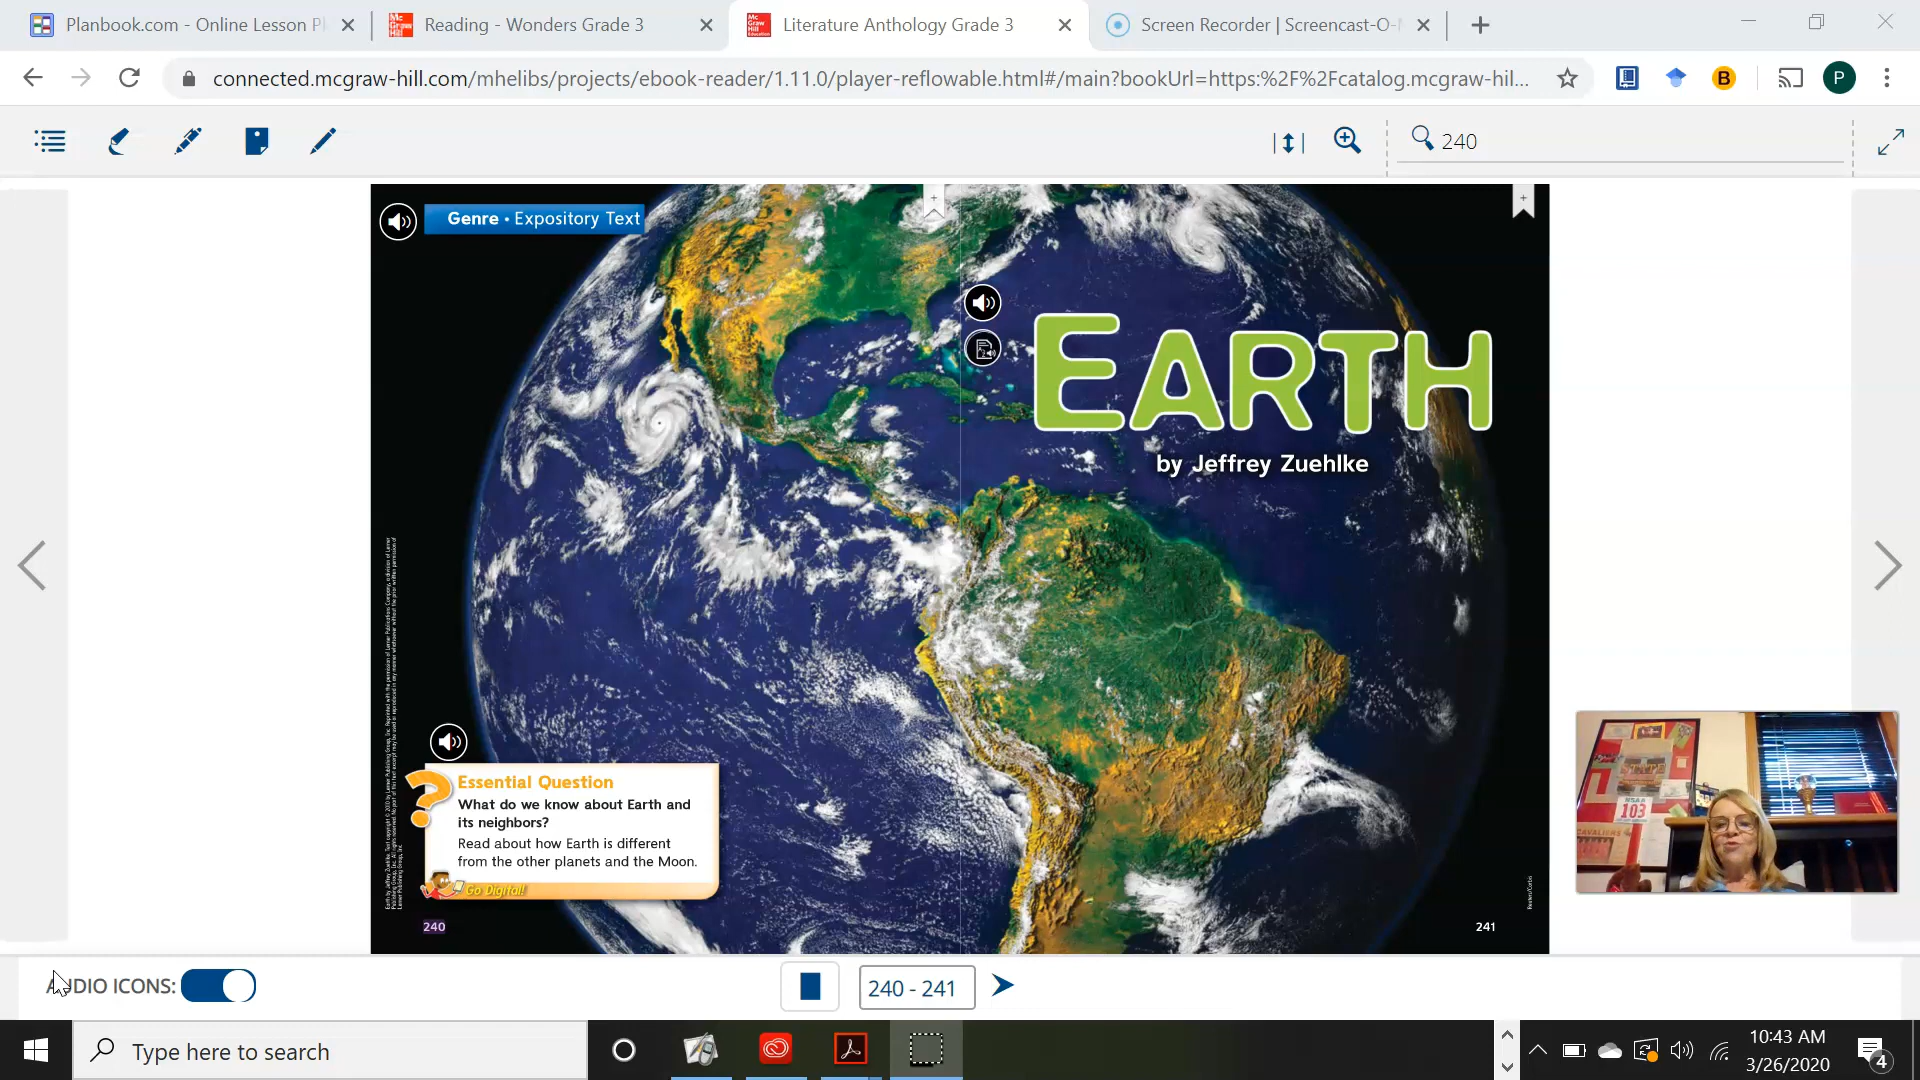 Planbook.com - Online Lesson Pl
Reading - Wonders Grade 3
Literature Anthology Grade 3
Screen Recorder | Screencast-O-
connected.mcgraw-hill.com/mhelibs/projects/ebook-reader/1.11.0/player-reflowable.html#/main?bookUrl=https:%2F%2Fcatalog.mcgraw-hil...
B
P
240
Genre • Expository Text
EARTH
by Jeffrey Zuehlke
Essential Question
What do we know about Earth and
its neighbors?
Read about how Earth is different
from the other planets and the Moon.
Go Digital!
240
241
NSAA
103
AUDIO ICONS:
240 - 241
Type here to search
10:43 AM
3/26/2020
4